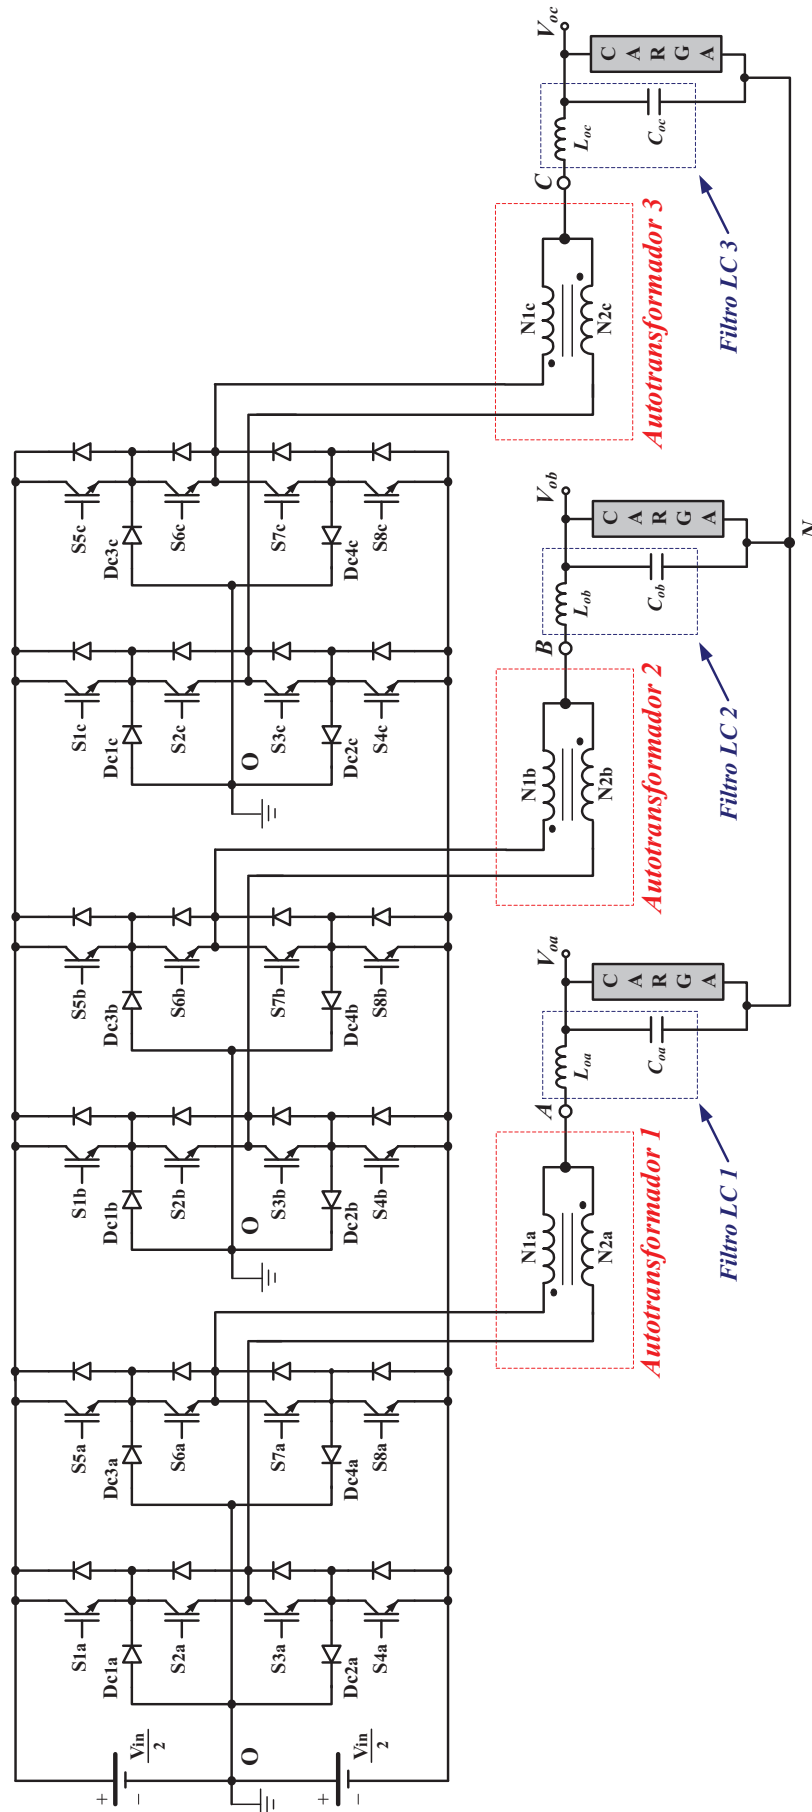 +
Vin
2
−
O
+
Vin
2
−
S1a
Dc1a
S2a
S3a
Dc2a
S4a
S5a
Dc3a
S6a
S7a
Dc4a
S8a
S1b
Dc1b
S2b
O
S3b
Dc2b
S4b
S5b
Dc3b
S6b
S7b
Dc4b
S8b
S1c
Dc1c
S2c
O
S3c
Dc2c
S4c
S5c
Dc3c
S6c
S7c
Dc4c
S8c
N1a
N2a
Autotransformador 1
A
Loa
Coa
Filtro LC 1
Voa
CARGA
N1b
N2b
Autotransformador 2
B
Lob
Cob
Filtro LC 2
Vob
CARGA
N
N1c
N2c
Autotransformador 3
C
Loc
Coc
Filtro LC 3
Voc
CARGA